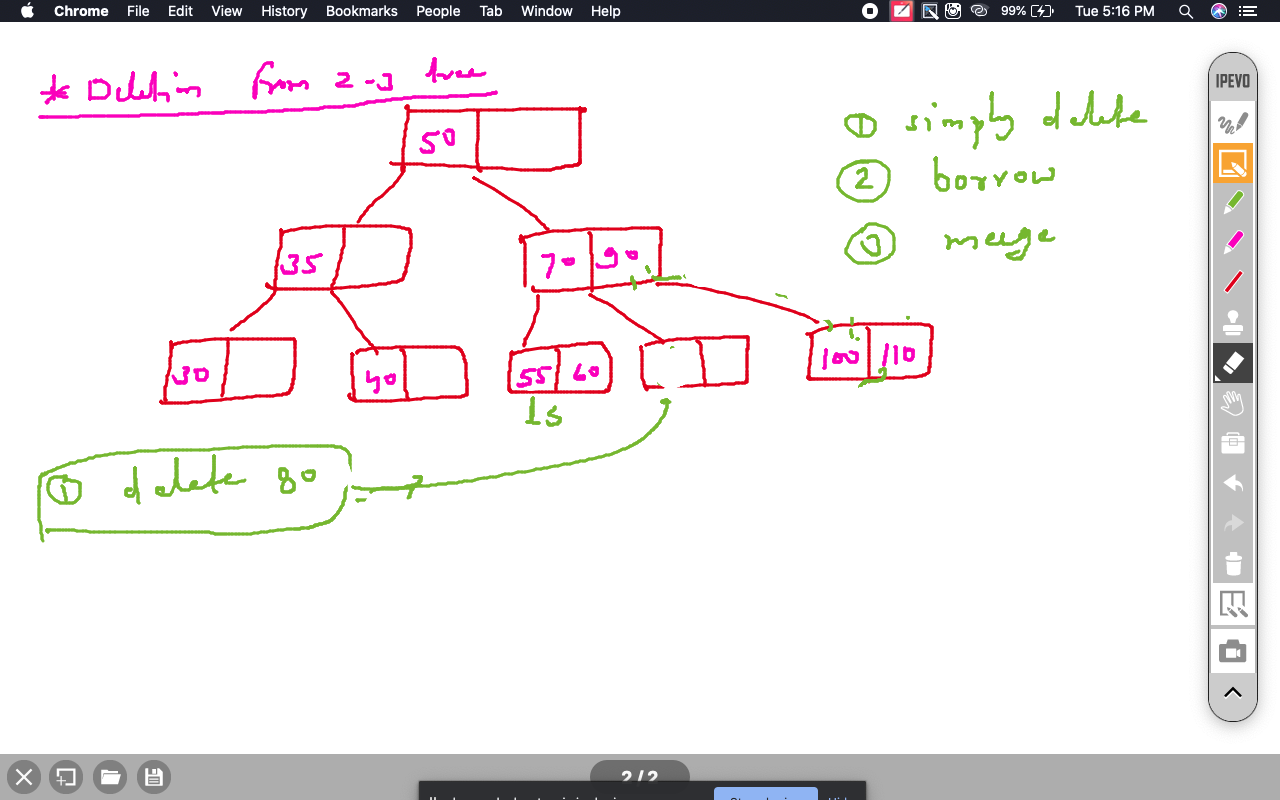 Chrome File Edit View History Bookmarks People Tab Window Help 99% Tue 5:16 PM
IPEVO
* Deletion from 2-3 tree
① simply delete
② borrow
③ merge
50
35
70 90
30
40
55 60
100 110
ls
① delete 80
2/2